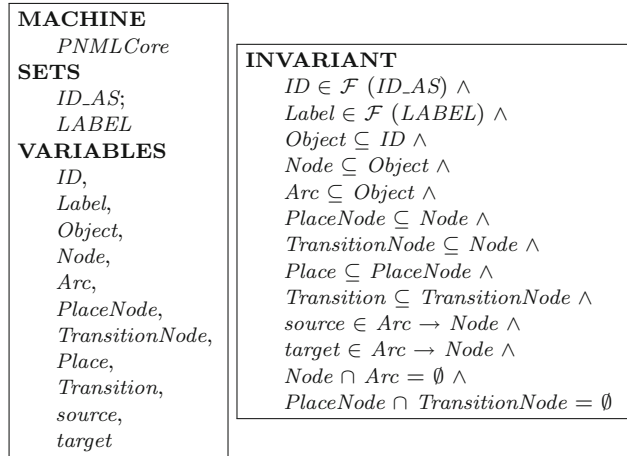 MACHINE
PNMLCore
SETS
ID_AS;
LABEL
VARIABLES
ID,
Label,
Object,
Node,
Arc,
PlaceNode,
TransitionNode,
Place,
Transition,
source,
target
INVARIANT
ID ∈ ℱ (ID_AS) ∧
Label ∈ ℱ (LABEL) ∧
Object ⊆ ID ∧
Node ⊆ Object ∧
Arc ⊆ Object ∧
PlaceNode ⊆ Node ∧
TransitionNode ⊆ Node ∧
Place ⊆ PlaceNode ∧
Transition ⊆ TransitionNode ∧
source ∈ Arc → Node ∧
target ∈ Arc → Node ∧
Node ∩ Arc = ∅ ∧
PlaceNode ∩ TransitionNode = ∅